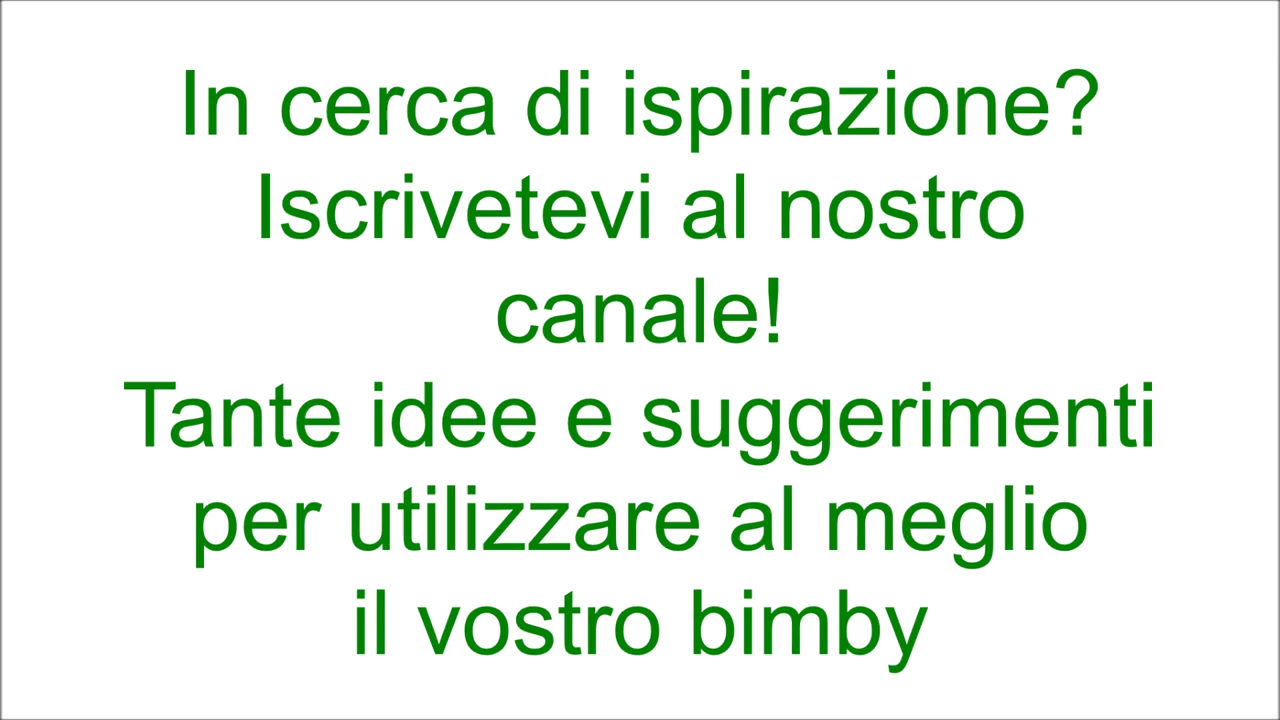 In cerca di ispirazione?
Iscrivetevi al nostro
canale!
Tante idee e suggerimenti
per utilizzare al meglio
il vostro bimby